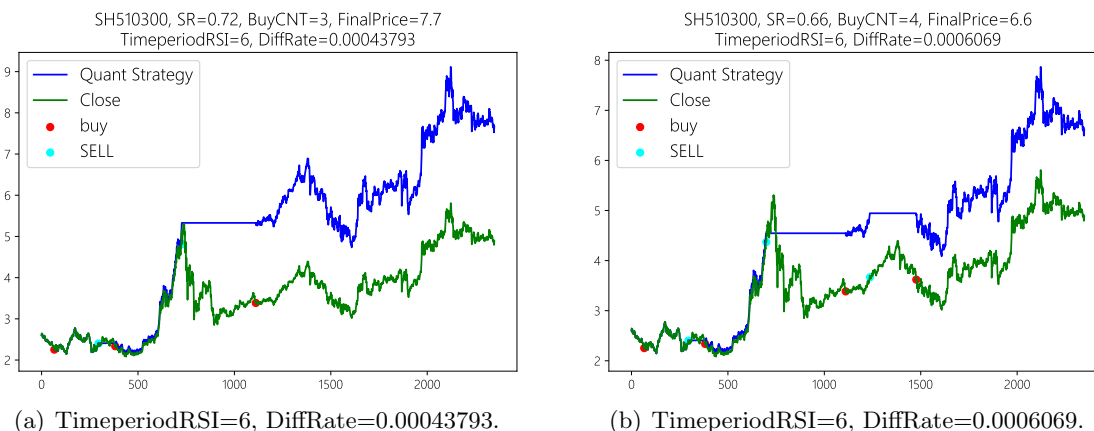 SH510300, SR=0.72, BuyCNT=3, FinalPrice=7.7
TimeperiodRSI=6, DiffRate=0.00043793
9
8
7
6
5
4
3
2
0
500
1000
1500
2000
Quant Strategy
Close
buy
SELL
(a) TimeperiodRSI=6, DiffRate=0.00043793.
SH510300, SR=0.66, BuyCNT=4, FinalPrice=6.6
TimeperiodRSI=6, DiffRate=0.0006069
8
7
6
5
4
3
2
0
500
1000
1500
2000
Quant Strategy
Close
buy
SELL
(b) TimeperiodRSI=6, DiffRate=0.0006069.